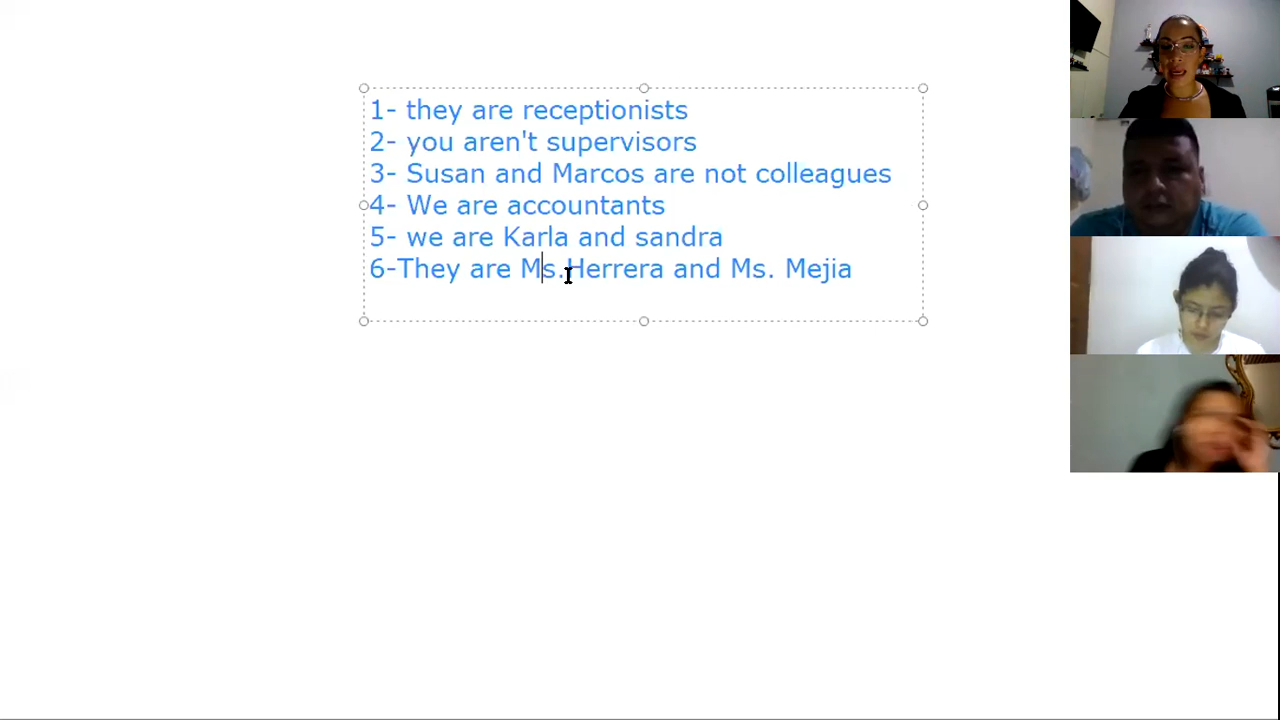 1- they are receptionists
2- you aren't supervisors
3- Susan and Marcos are not colleagues
4- We are accountants
5- we are Karla and sandra
6-They are Ms.Herrera and Ms. Mejia